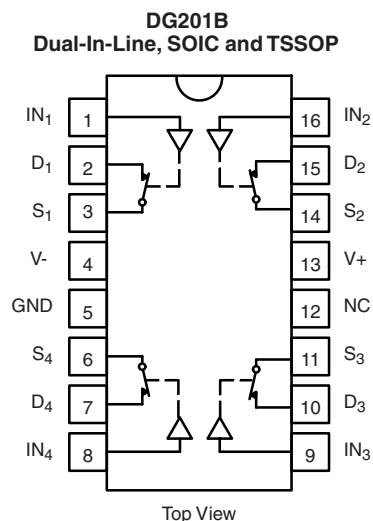 DG201B
Dual-In-Line, SOIC and TSSOP
IN₁ 1 16 IN₂
D₁ 2 15 D₂
S₁ 3 14 S₂
V- 4 13 V+
GND 5 12 NC
S₄ 6 11 S₃
D₄ 7 10 D₃
IN₄ 8 9 IN₃
Top View